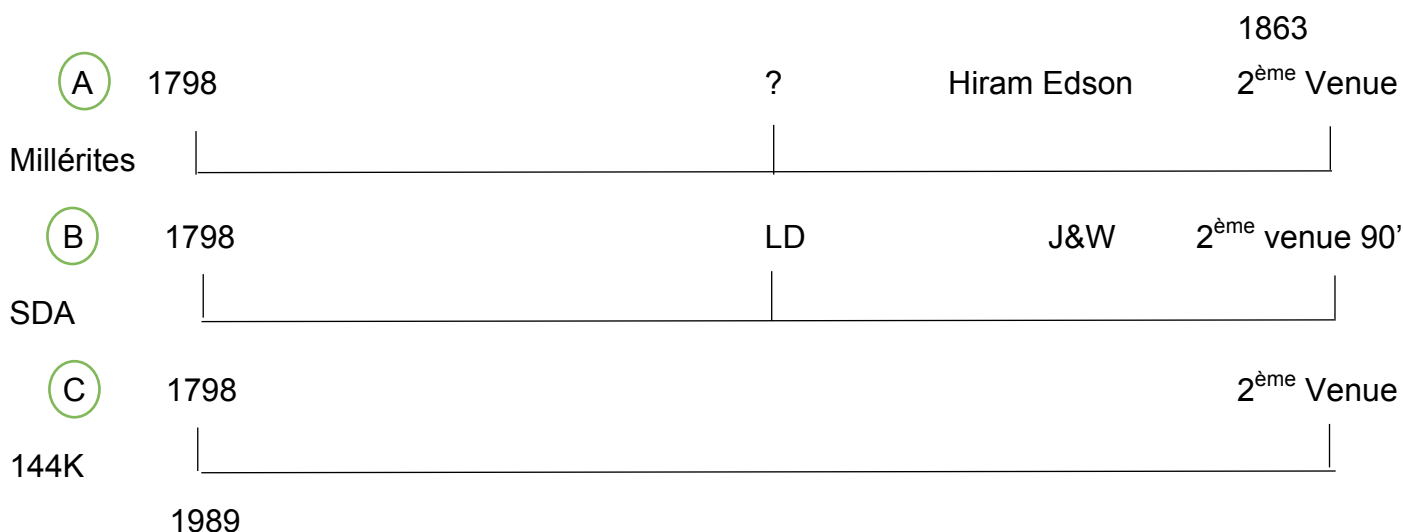 1863
A 1798 ? Hiram Edson 2ème Venue
Millérites
B 1798 LD J&W 2ème venue 90'
SDA
C 1798 2ème Venue
144K
1989